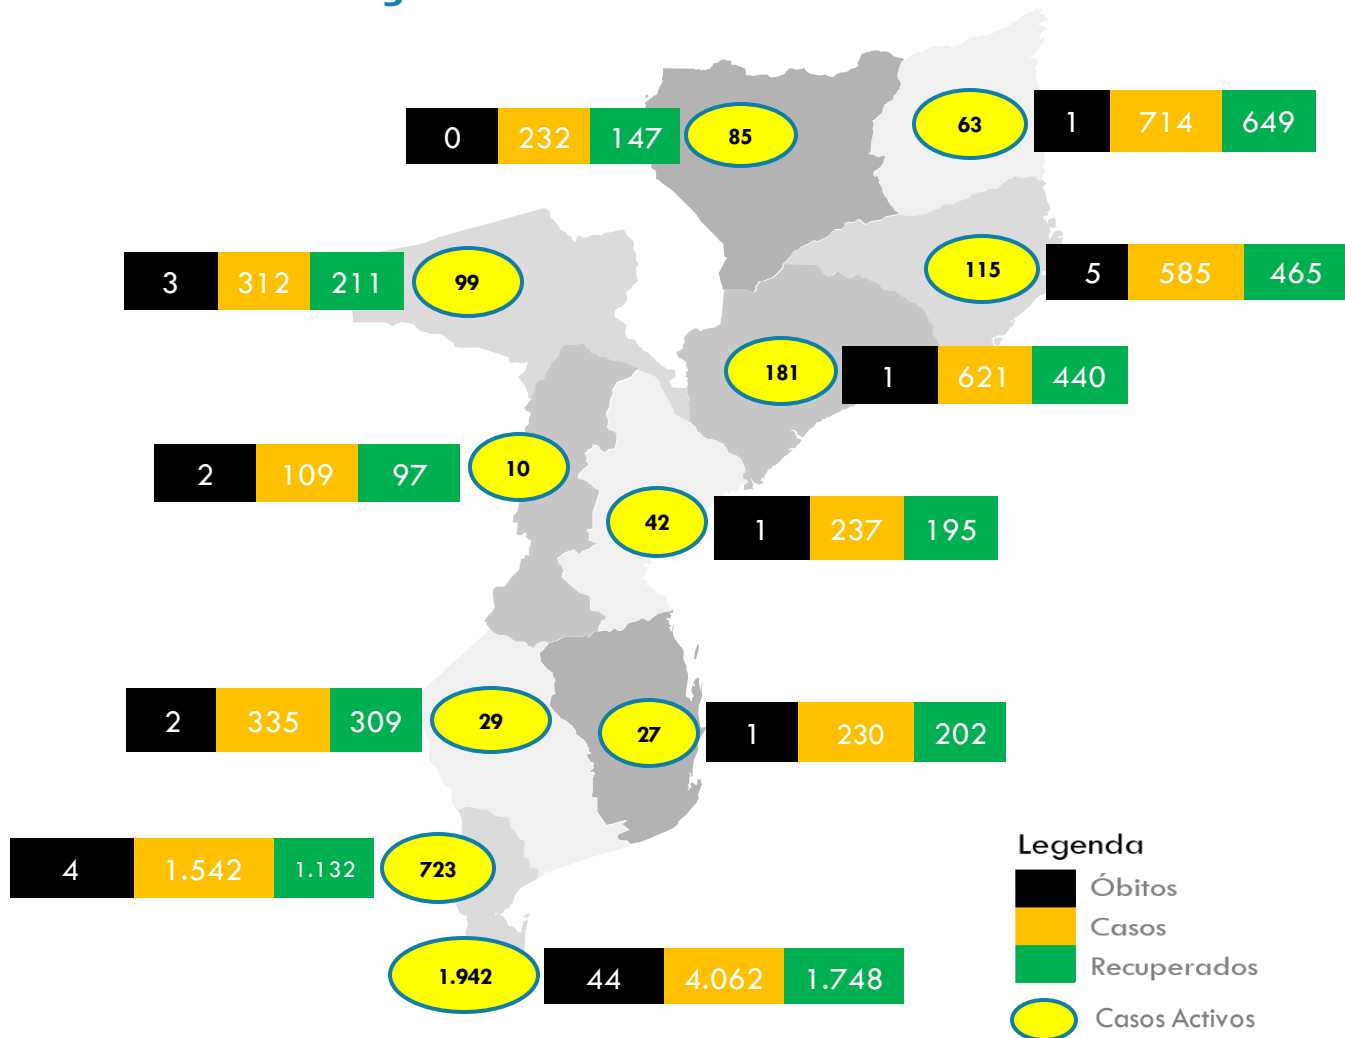 0 232 147 85
63 1 714 649
3 312 211 99
115 5 585 465
181 1 621 440
2 109 97 10
42 1 237 195
2 335 309 29
27 1 230 202
4 1.542 1.132 723
1.942 44 4.062 1.748
Legenda
Óbitos
Casos
Recuperados
Casos Activos